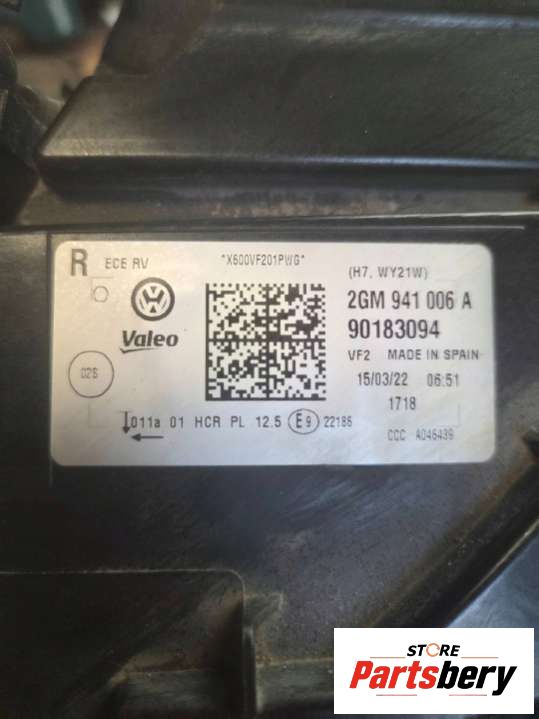 R ECE RV
*X600VF201PWG*
(H7, WY21W)
2GM 941 006 A
Valeo
90183094
VF2 MADE IN SPAIN
02S
15/03/22 06:51
1718
011a 01 HCR PL 12.5 E9 22186
CCC A046439
STORE
Partsbery